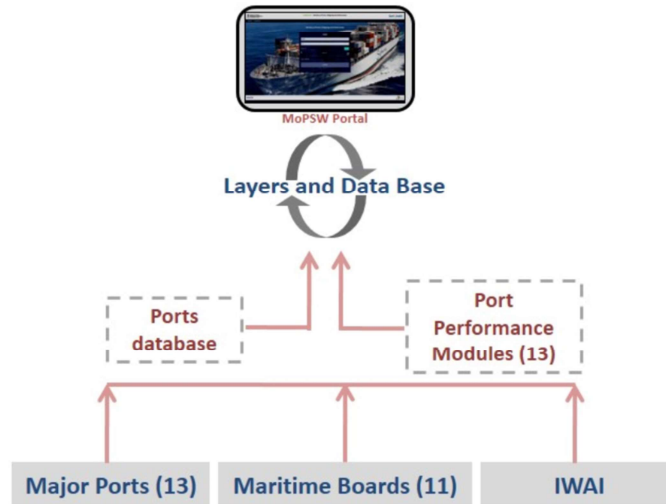 MoPSW Portal
Layers and Data Base
Ports
database
Port
Performance
Modules (13)
Major Ports (13)
Maritime Boards (11)
IWAI